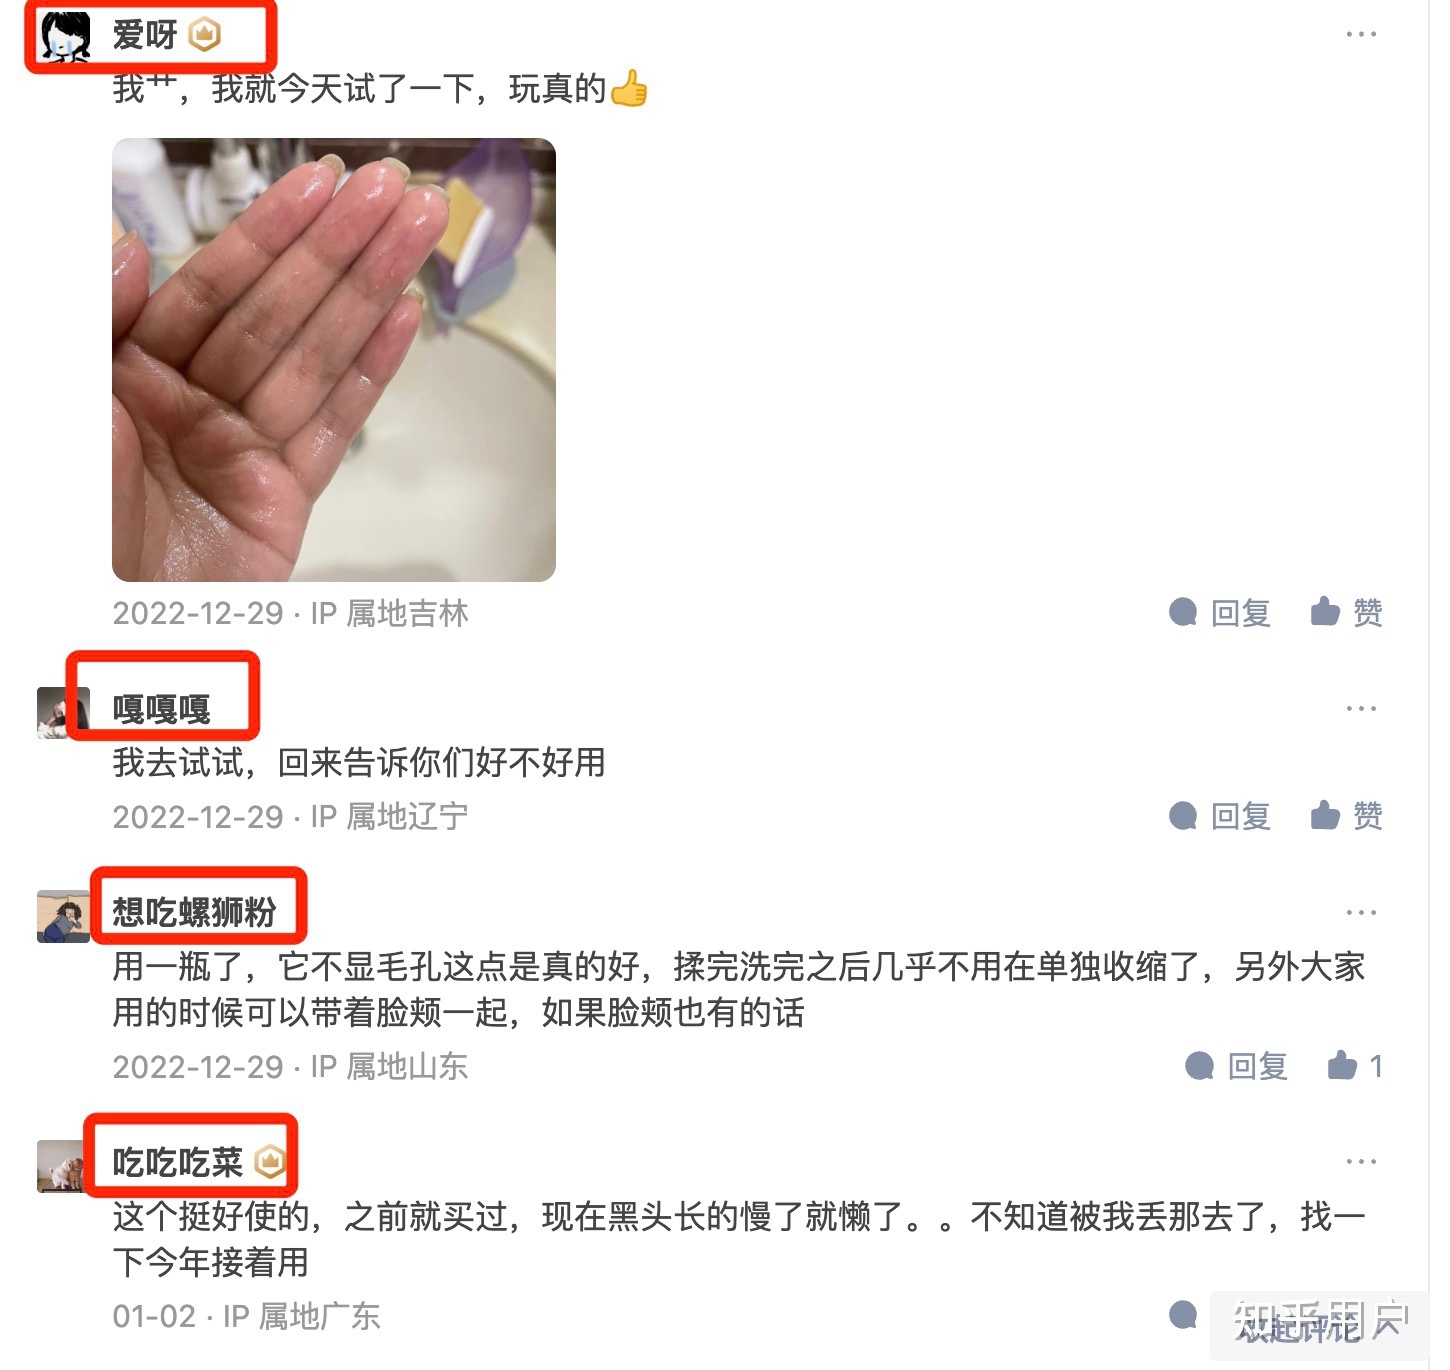 爱呀
我艹，我就今天试了一下，玩真的👍
2022-12-29 · IP 属地吉林
回复 赞
嘎嘎嘎
我去试试，回来告诉你们好不好用
2022-12-29 · IP 属地辽宁
回复 赞
想吃螺狮粉
用一瓶了，它不显毛孔这点是真的好，揉完洗完之后几乎不用在单独收缩了，另外大家
用的时候可以带着脸颊一起，如果脸颊也有的话
2022-12-29 · IP 属地山东
回复 1
吃吃吃菜
这个挺好使的，之前就买过，现在黑头长的慢了就懒了。。不知道被我丢那去了，找一
下今年接着用
01-02 · IP 属地广东
收起评论
知乎用户